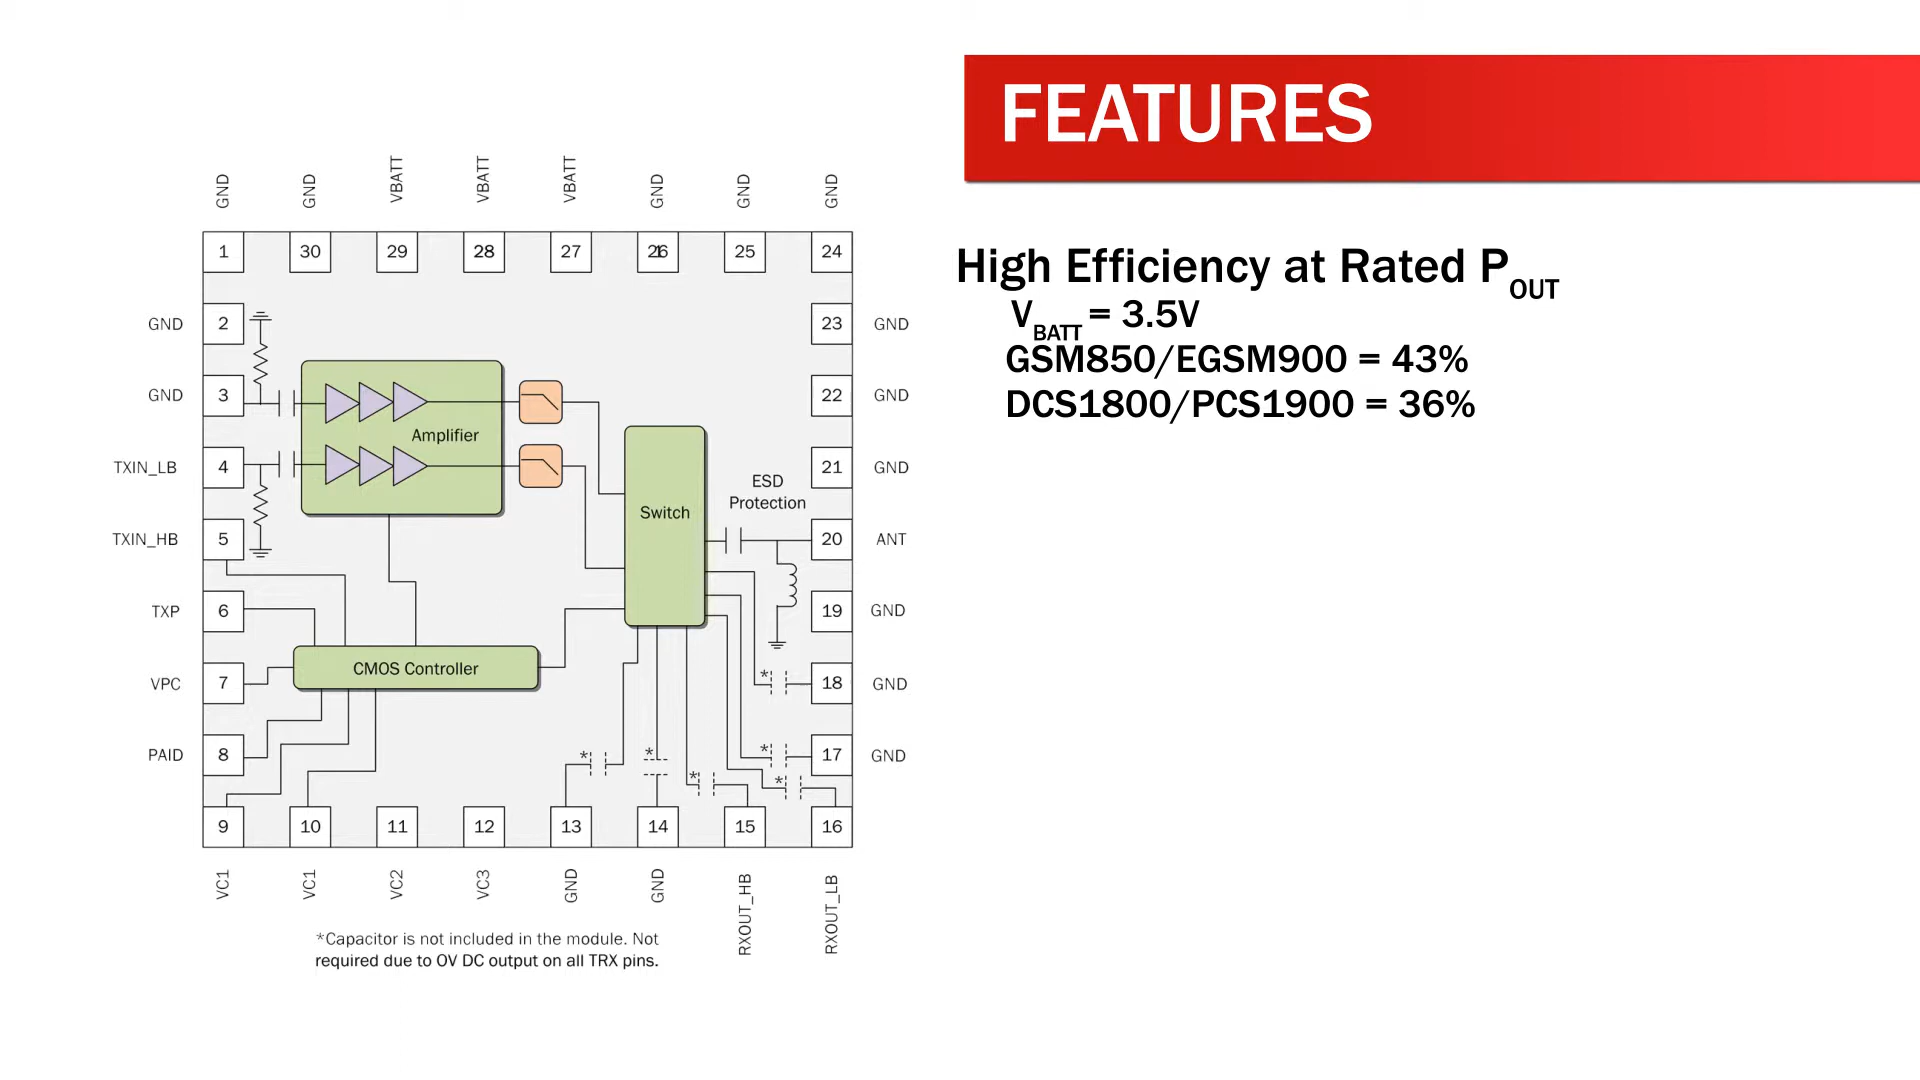 FEATURES
High Efficiency at Rated POUT
VBATT = 3.5V
GSM850/EGSM900 = 43%
DCS1800/PCS1900 = 36%
GND GND VBATT VBATT VBATT GND GND GND
1 30 29 28 27 25 24
GND 2 23 GND
GND 3 22 GND
Amplifier
TXIN_LB 4 21 GND
ESD
Protection
Switch
TXIN_HB 5 20 ANT
TXP 6 19 GND
CMOS Controller
VPC 7 * 18 GND
PAID 8 * * * 17 GND
* *
9 10 11 12 13 14 15 16
VC1 VC1 VC2 VC3 GND GND RXOUT_HB RXOUT_LB
*Capacitor is not included in the module. Not
required due to OV DC output on all TRX pins.